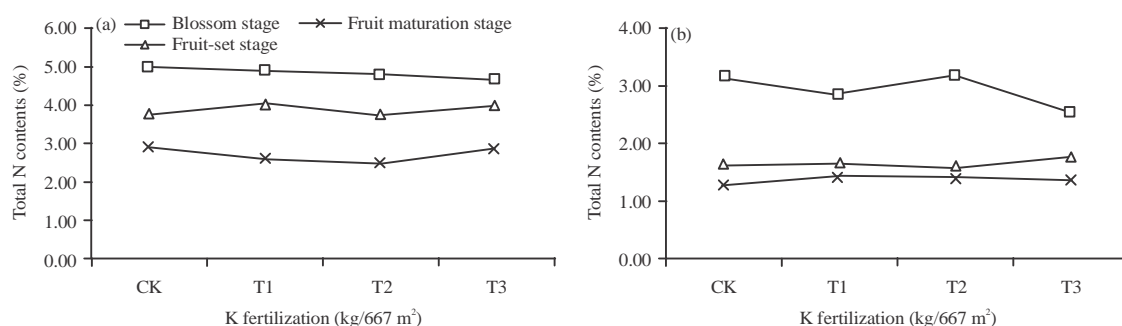 (a)
Blossom stage
Fruit maturation stage
Fruit-set stage
Total N contents (%)
6.00
5.00
4.00
3.00
2.00
1.00
0.00
CK T1 T2 T3
K fertilization (kg/667 m²)
(b)
Total N contents (%)
4.00
3.00
2.00
1.00
0.00
CK T1 T2 T3
K fertilization (kg/667 m²)